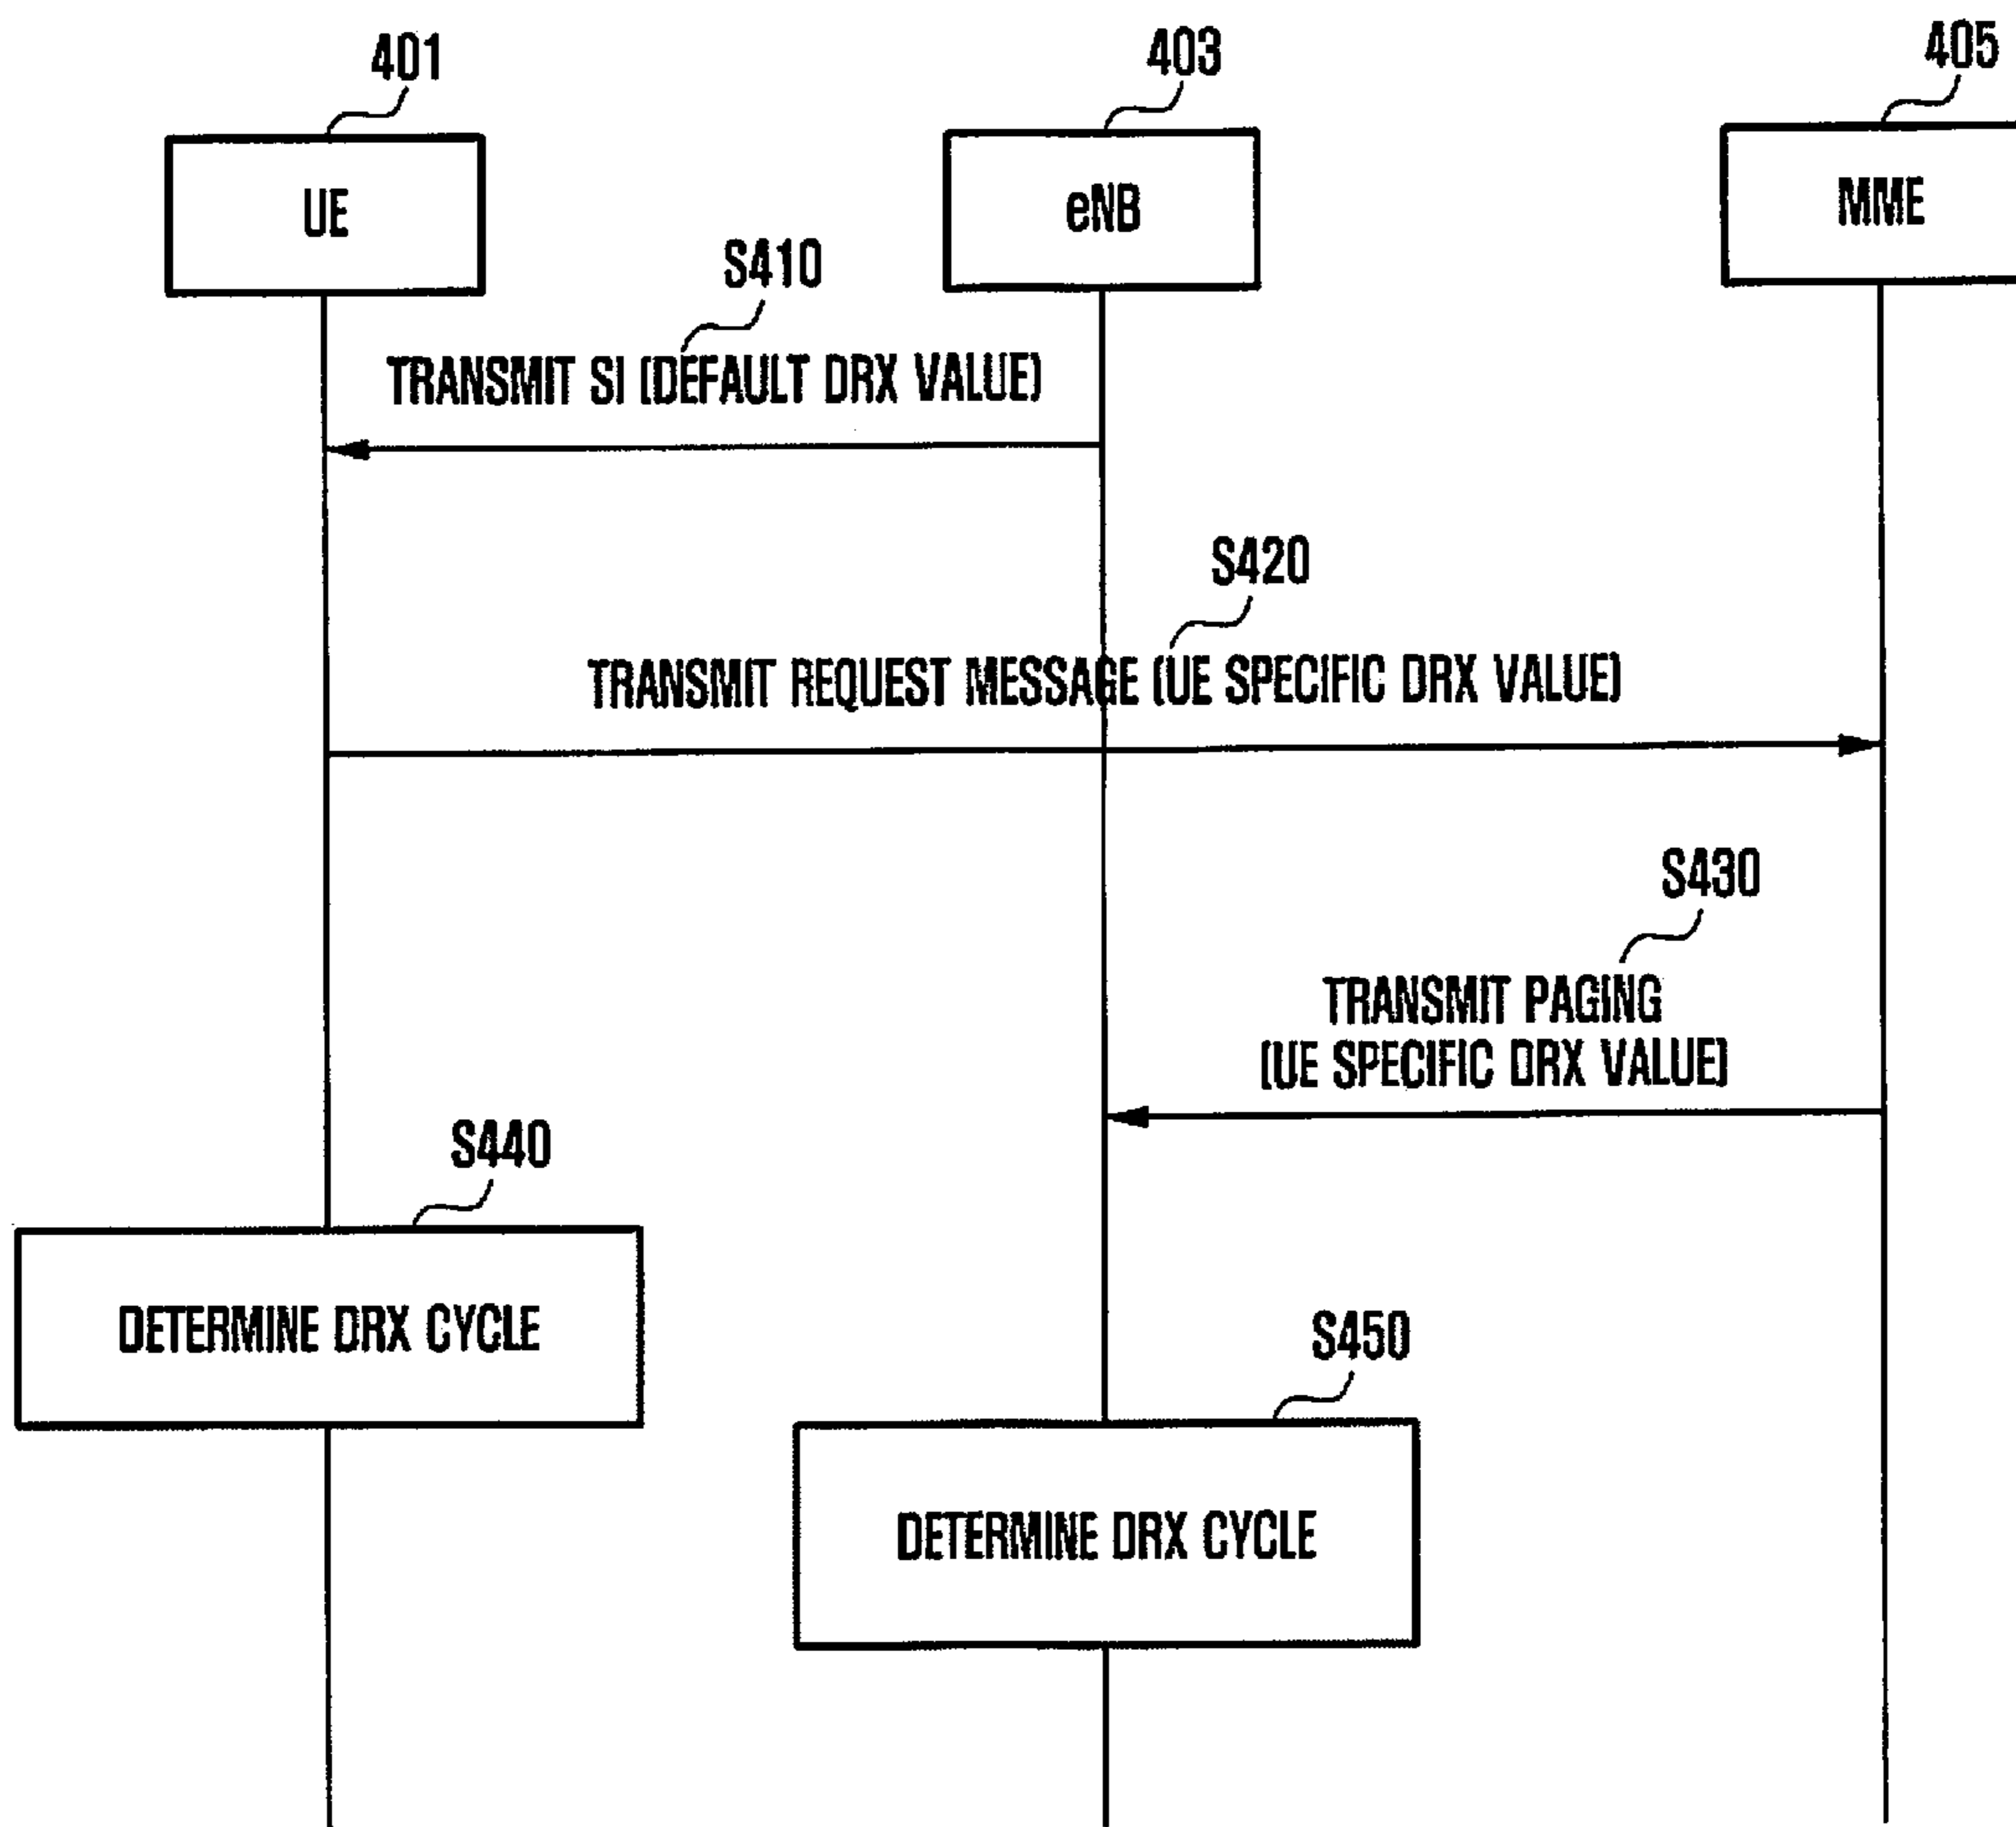 401
403
405
UE
eNB
MME
S410
TRANSMIT SI (DEFAULT DRX VALUE)
S420
TRANSMIT REQUEST MESSAGE (UE SPECIFIC DRX VALUE)
S430
TRANSMIT PAGING
(UE SPECIFIC DRX VALUE)
S440
DETERMINE DRX CYCLE
S450
DETERMINE DRX CYCLE